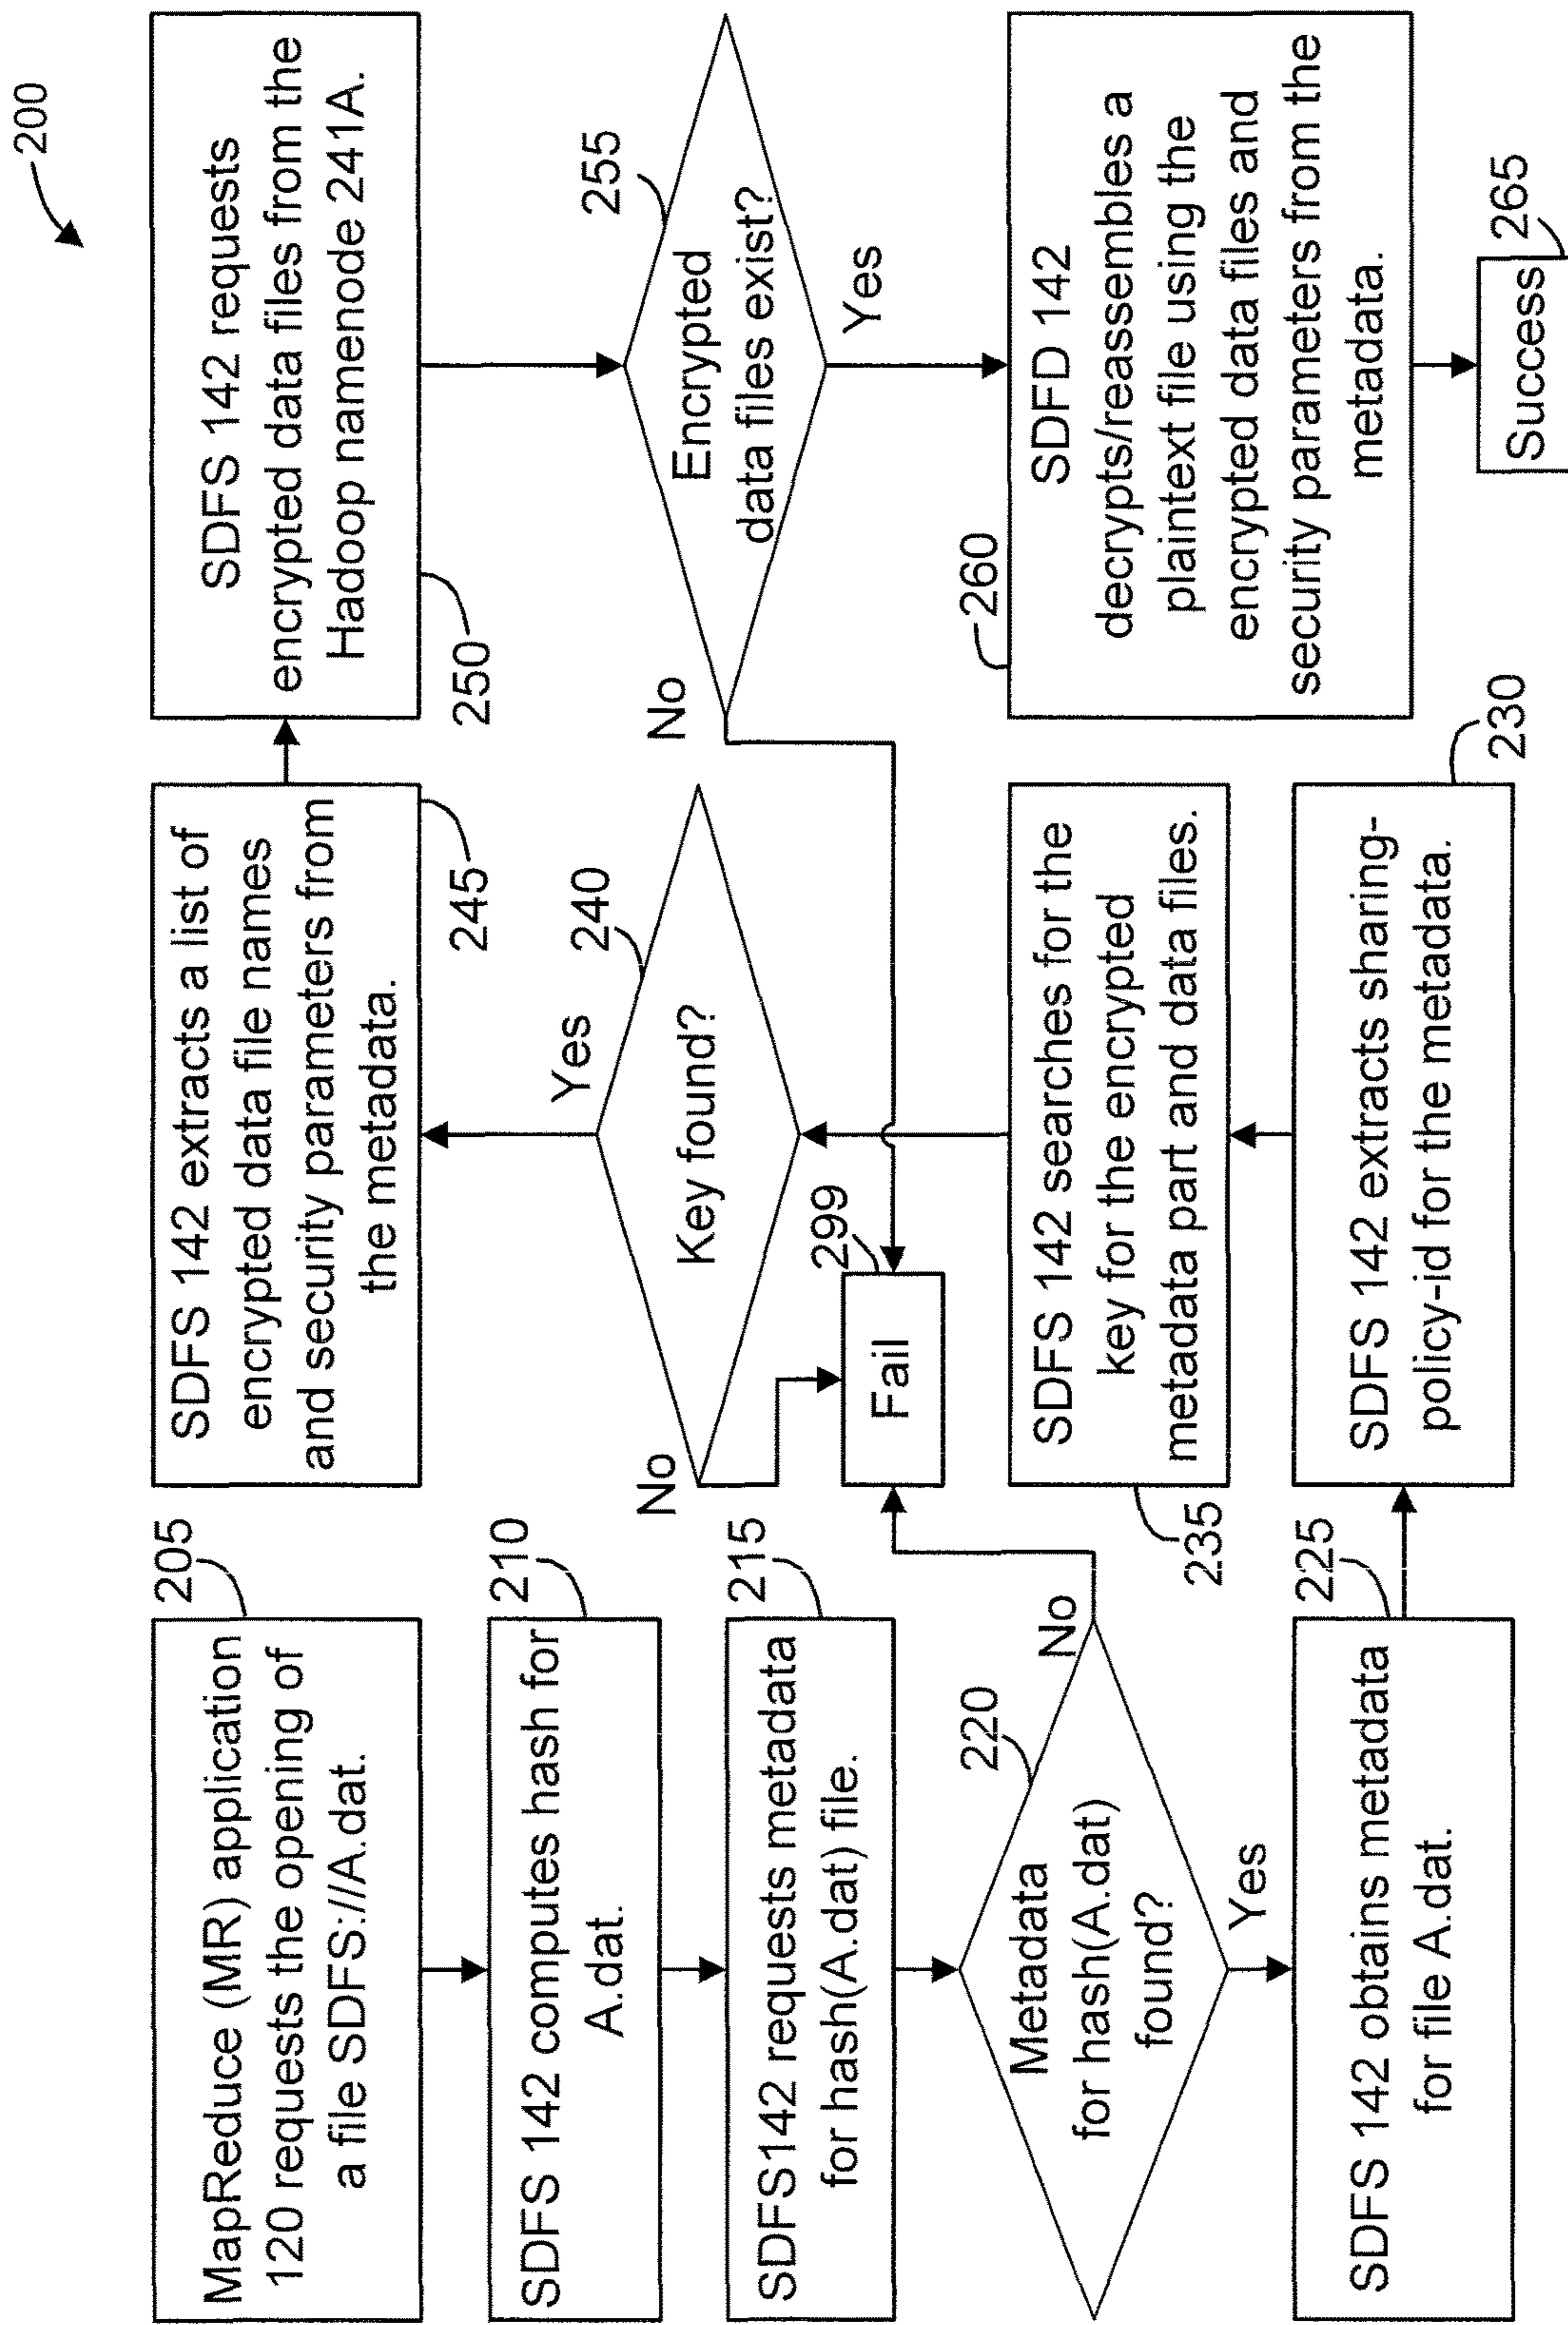 200
205
MapReduce (MR) application
120 requests the opening of
a file SDFS://A.dat.
210
SDFS 142 computes hash for
A.dat.
215
SDFS142 requests metadata
for hash(A.dat) file.
220
Metadata
for hash(A.dat)
found?
No
Yes
225
SDFS 142 obtains metadata
for file A.dat.
230
SDFS 142 extracts sharing-
policy-id for the metadata.
235
SDFS 142 searches for the
key for the encrypted
metadata part and data files.
240
Key found?
No
Yes
299
Fail
245
SDFS 142 extracts a list of
encrypted data file names
and security parameters from
the metadata.
250
SDFS 142 requests
encrypted data files from the
Hadoop namenode 241A.
255
Encrypted
data files exist?
No
Yes
260
SDFD 142
decrypts/reassembles a
plaintext file using the
encrypted data files and
security parameters from the
metadata.
265
Success